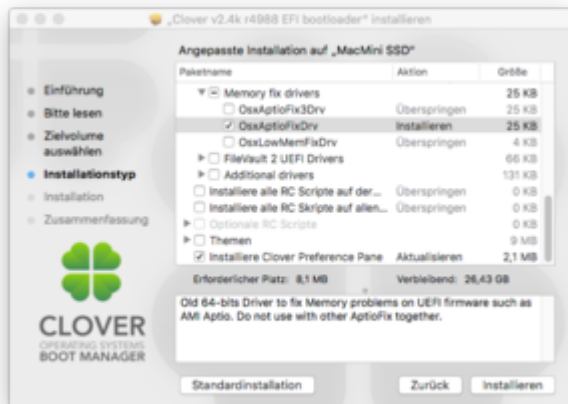 „Clover v2.4k r4988 EFI bootloader“ installieren
Angepasste Installation auf „MacMini SSD“
Paketname Aktion Größe
Memory fix drivers 25 KB
OsxAptioFix3Drv Überspringen 25 KB
OsxAptioFixDrv Installieren 25 KB
OsxLowMemFixDrv Überspringen 4 KB
FileVault 2 UEFI Drivers 66 KB
Additional drivers 131 KB
Installiere alle RC Scripte auf der... Überspringen 0 KB
Installiere alle RC Skripte auf allen... Überspringen 0 KB
Optionale RC Scripte 0 KB
Themen 9 MB
Installiere Clover Preference Pane Aktualisieren 2,1 MB
Erforderlicher Platz: 8,1 MB Verbleibend: 26,43 GB
Old 64-bits Driver to fix Memory problems on UEFI firmware such as
AMI Aptio. Do not use with other AptioFix together.
Einführung
Bitte lesen
Zielvolume
auswählen
Installationstyp
Installation
Zusammenfassung
CLOVER
OPERATING SYSTEMS
BOOT MANAGER
Standardinstallation Zurück Installieren